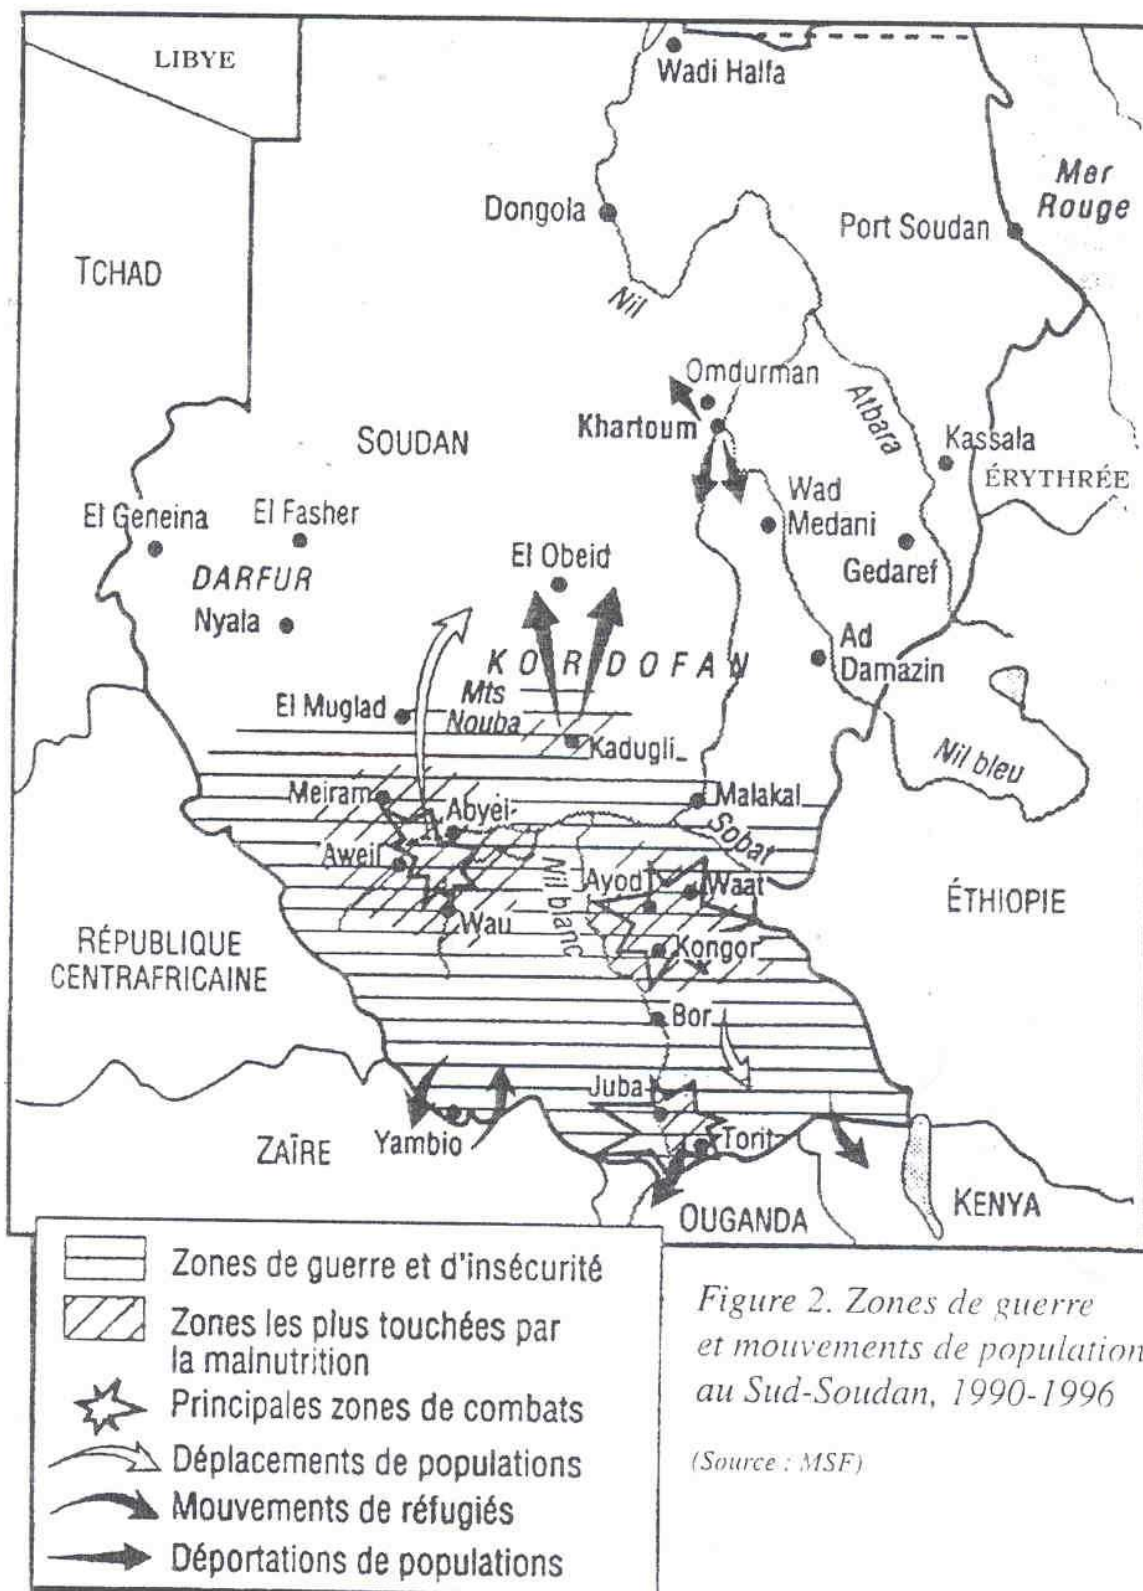 LIBYE
Wadi Halfa
Mer
Rouge
Dongola
Port Soudan
TCHAD
Nil
Omdurman
Atbara
Khartoum
Kassala
SOUDAN
ÉRYTHRÉE
Wad
Medani
El Geneina
El Fasher
El Obeid
Gedaref
DARFUR
Nyala
KORDOFAN
Ad
Damazin
Mts
Nouba
El Muglad
Kadugli
Nil bleu
Meiram
Malakal
Abyéi
Sobat
Aweil
Nil blanc
Ayod
Waat
ÉTHIOPIE
Wau
RÉPUBLIQUE
CENTRAFRICAINE
Kongor
Bor
Juba
Yambio
Torit
ZAÏRE
OUGANDA
KENYA
Zones de guerre et d'insécurité
Zones les plus touchées par
la malnutrition
Principales zones de combats
Déplacements de populations
Mouvements de réfugiés
Déportations de populations
Figure 2. Zones de guerre
et mouvements de population
au Sud-Soudan, 1990-1996
(Source : MSF)